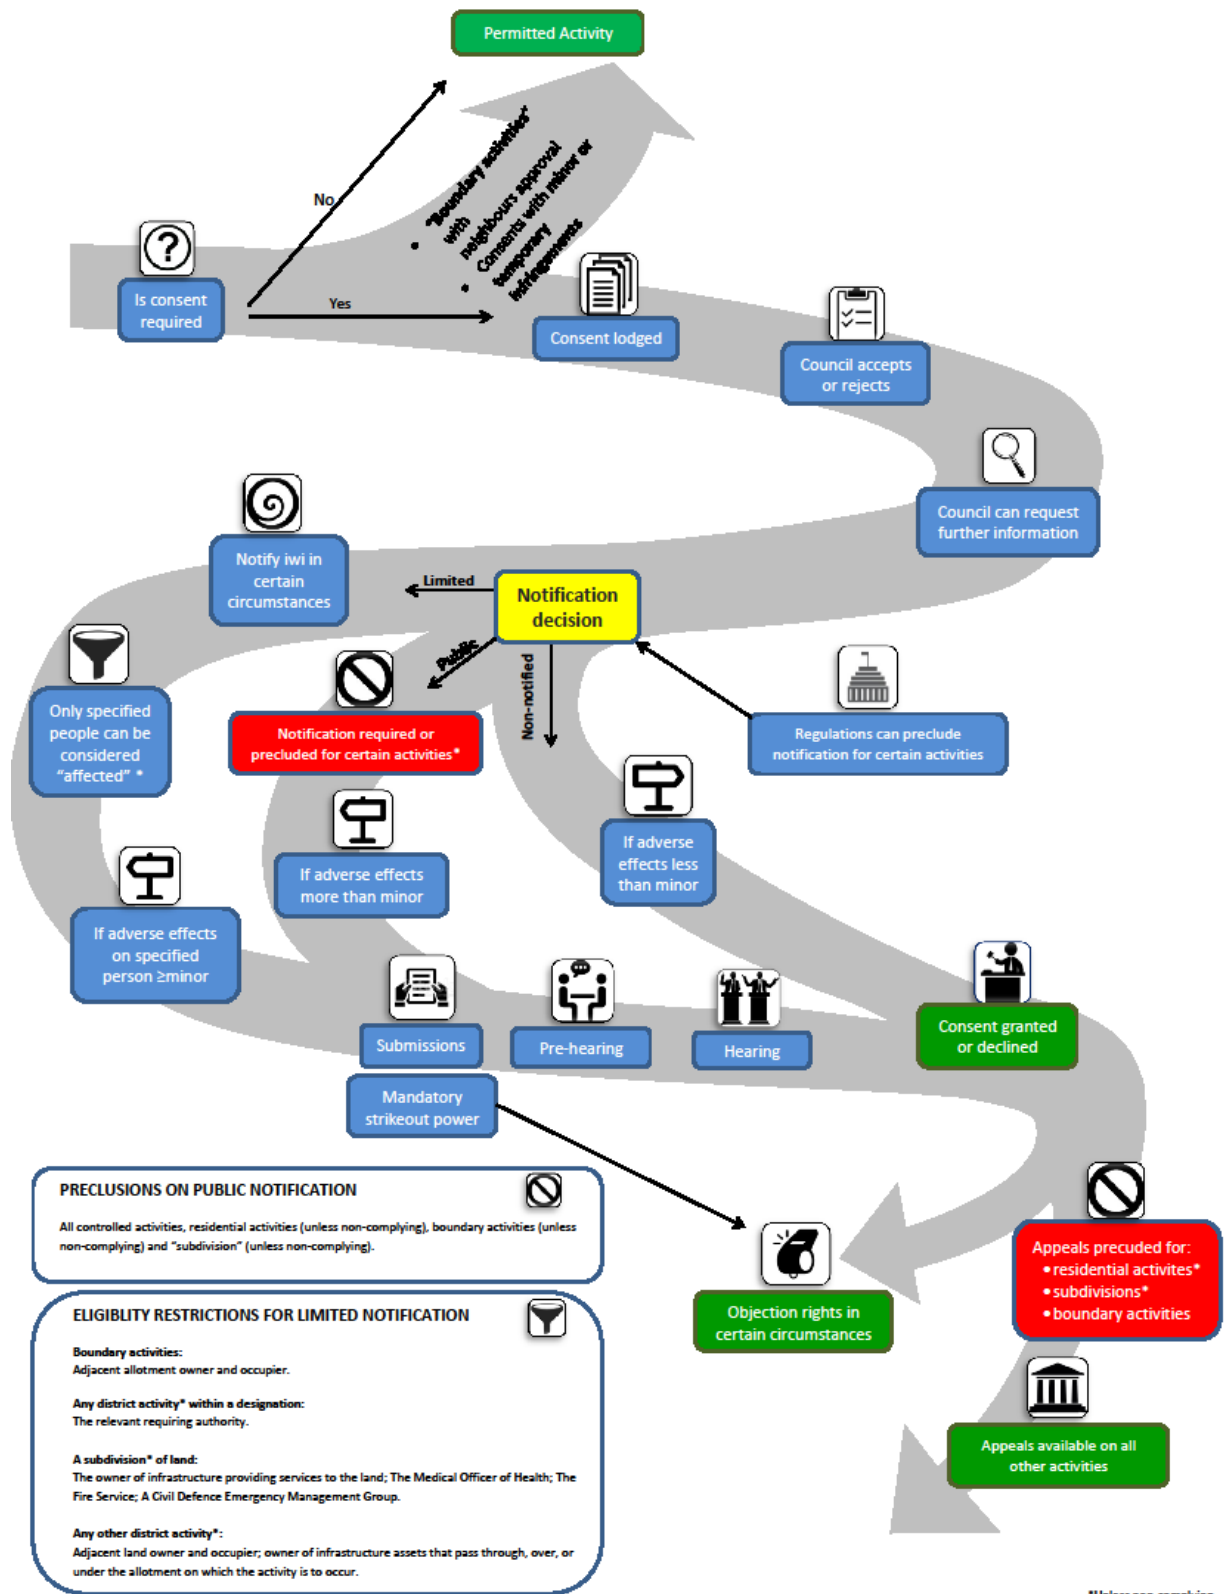 Permitted Activity
No
• "Boundary activities"
with
neighbours approval
• Consents with minor or
temporary
infringements
Is consent
required
Yes
Consent lodged
Council accepts
or rejects
Council can request
further information
Notify iwi in
certain
circumstances
Limited
Notification
decision
Public
Non-notified
Only specified
people can be
considered
"affected" *
Notification required or
precluded for certain activities*
Regulations can preclude
notification for certain activities
If adverse effects
more than minor
If adverse
effects less
than minor
If adverse effects
on specified
person ≥minor
Submissions
Pre-hearing
Hearing
Consent granted
or declined
Mandatory
strikeout power
PRECLUSIONS ON PUBLIC NOTIFICATION
All controlled activities, residential activities (unless non-complying), boundary activities (unless
non-complying) and "subdivision" (unless non-complying).
Appeals precuded for:
• residential activites*
• subdivisions*
• boundary activities
Objection rights in
certain circumstances
ELIGIBLITY RESTRICTIONS FOR LIMITED NOTIFICATION
Boundary activities:
Adjacent allotment owner and occupier.
Any district activity* within a designation:
The relevant requiring authority.
A subdivision* of land:
The owner of infrastructure providing services to the land; The Medical Officer of Health; The
Fire Service; A Civil Defence Emergency Management Group.
Any other district activity*:
Adjacent land owner and occupier; owner of infrastructure assets that pass through, over, or
under the allotment on which the activity is to occur.
Appeals available on all
other activities
*Unless non-complying